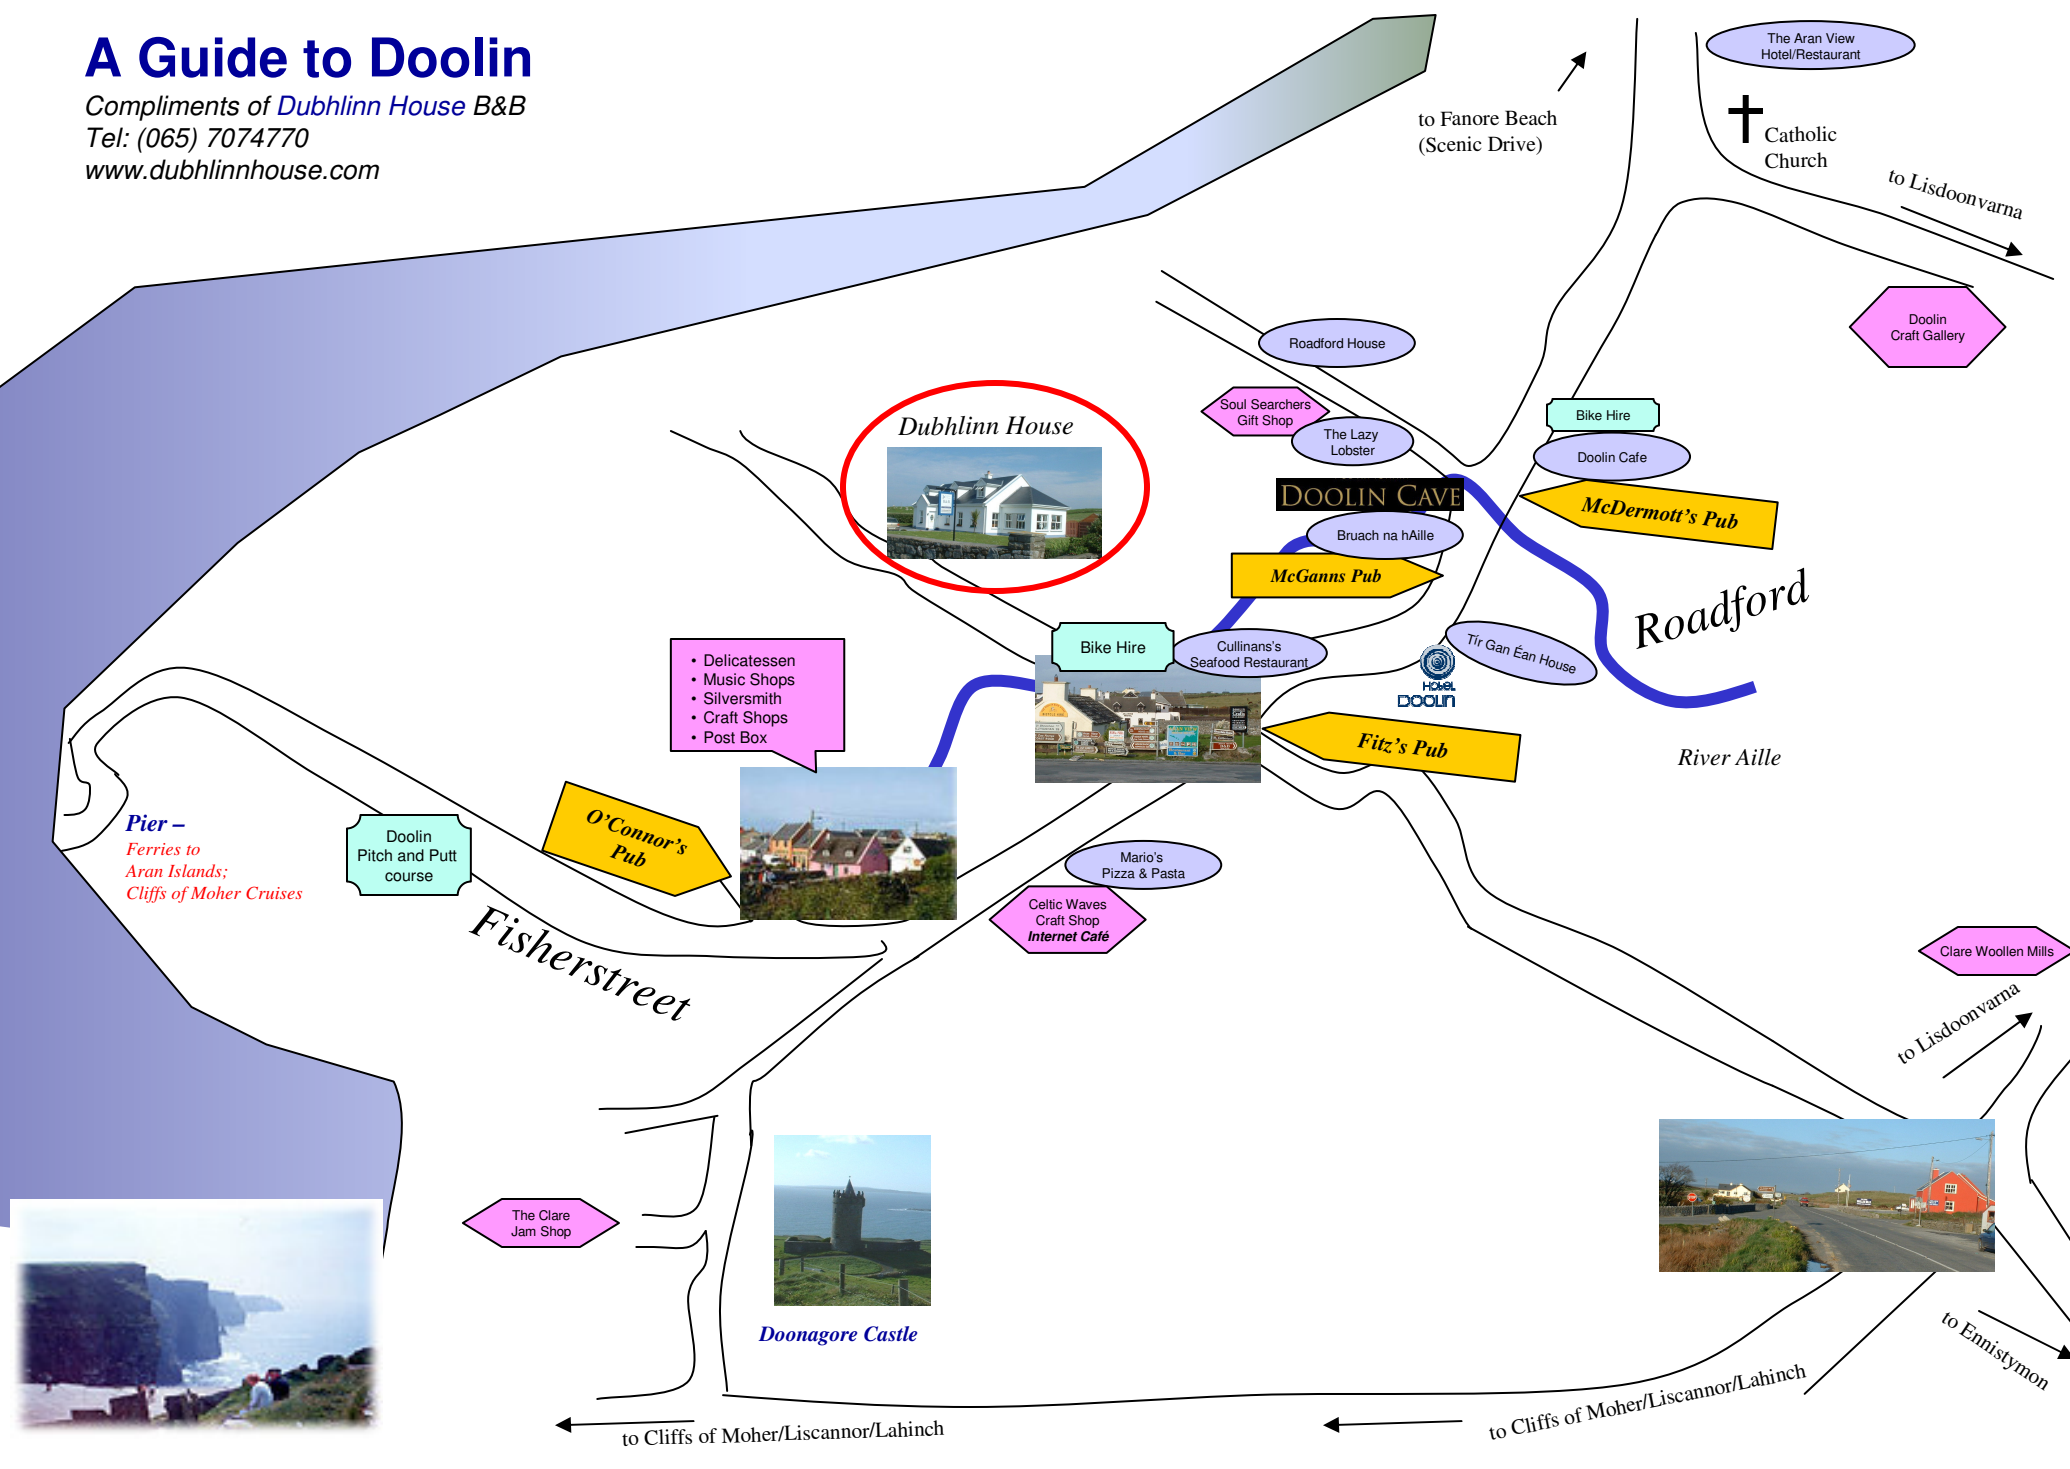 A Guide to Doolin
Compliments of Dubhlinn House B&B
Tel: (065) 7074770
www.dubhlinnhouse.com
The Aran View
Hotel/Restaurant
to Fanore Beach
(Scenic Drive)
Catholic
Church
to Lisdoonvarna
Doolin
Craft Gallery
Roadford House
Soul Searchers
Gift Shop
The Lazy
Lobster
Bike Hire
Doolin Cafe
Dubhlinn House
DOOLIN CAVE
McDermott's Pub
Bruach na hAille
McGanns Pub
Roadford
Bike Hire
Cullinans's
Seafood Restaurant
Tír Gan Éan House
HOTEL
DOOLIN
• Delicatessen
• Music Shops
• Silversmith
• Craft Shops
• Post Box
Fitz's Pub
River Aille
Pier –
Ferries to
Aran Islands;
Cliffs of Moher Cruises
Doolin
Pitch and Putt
course
O'Connor's
Pub
Mario's
Pizza & Pasta
Celtic Waves
Craft Shop
Internet Café
Fisherstreet
Clare Woollen Mills
to Lisdoonvarna
The Clare
Jam Shop
Doonagore Castle
to Ennistymon
to Cliffs of Moher/Liscannor/Lahinch
to Cliffs of Moher/Liscannor/Lahinch